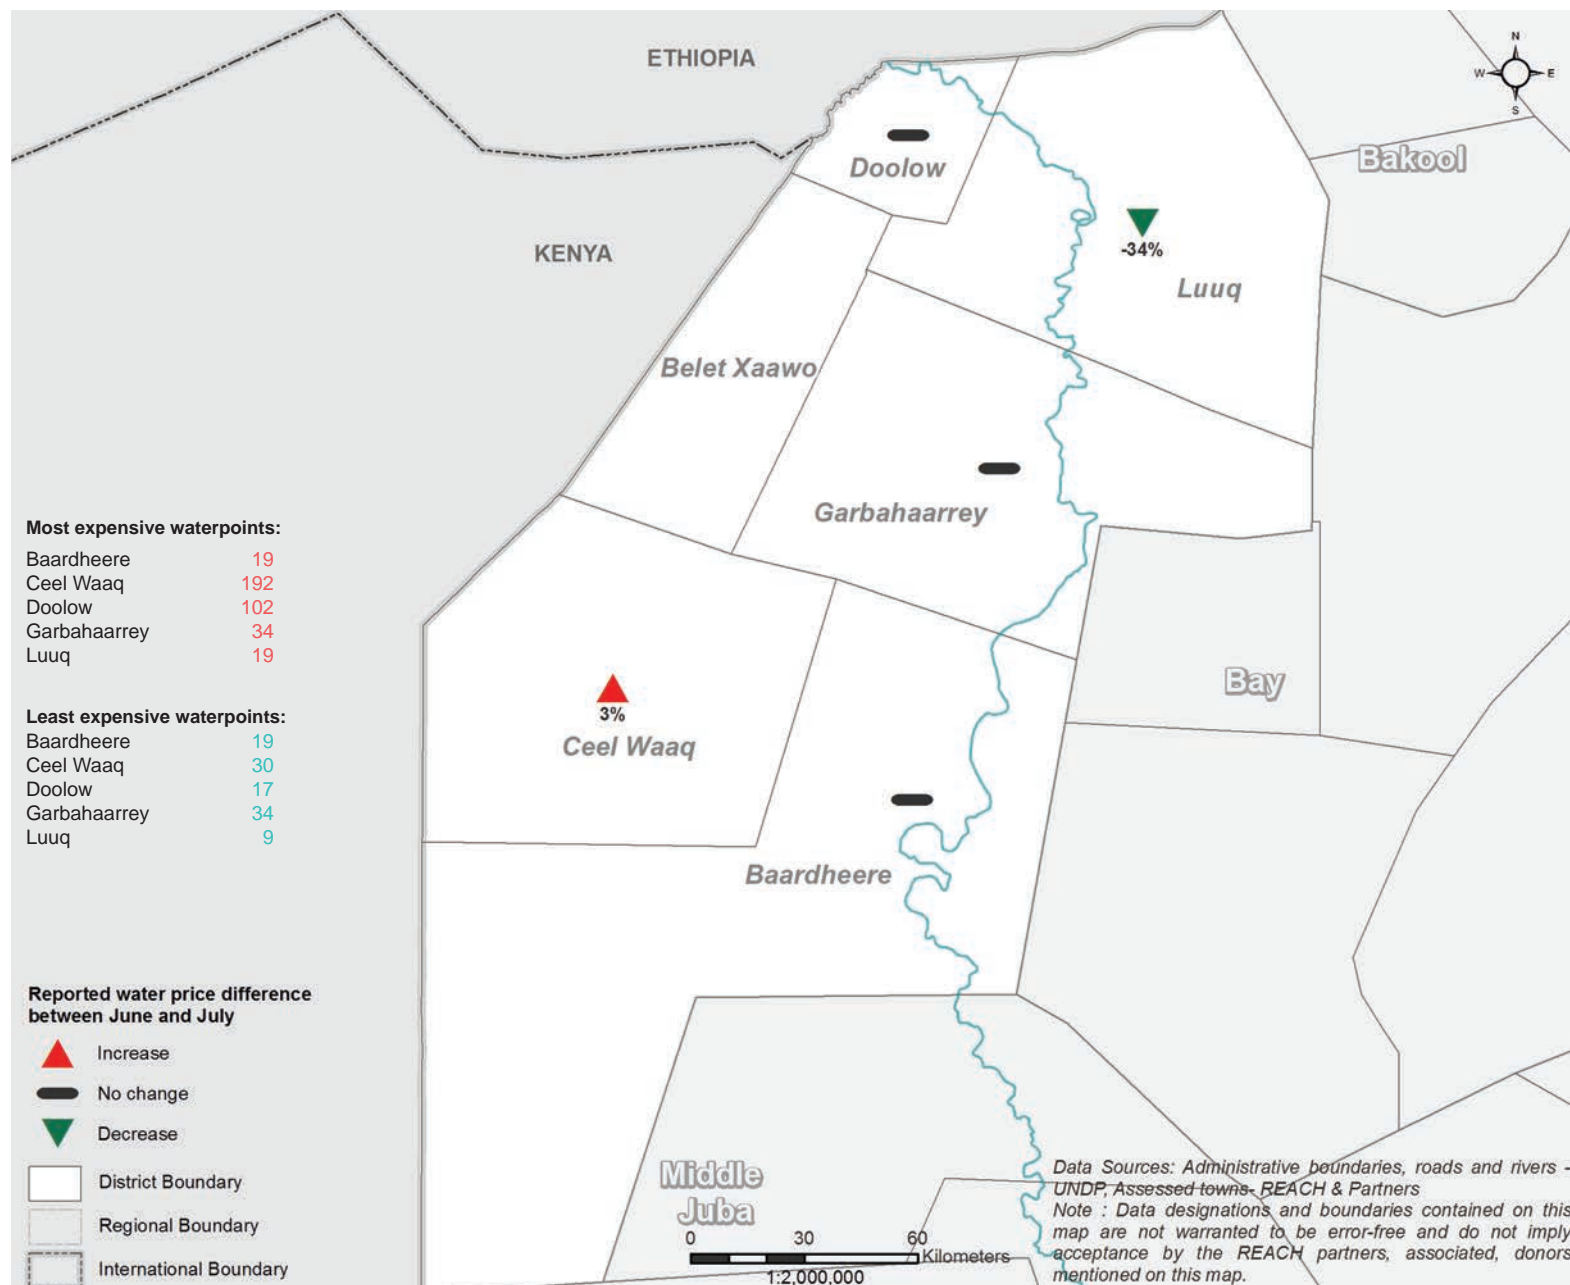 ETHIOPIA
N
W E
S
Doolow
Bakool
-34%
KENYA
Luuq
Belet Xaawo
Garbahaarrey
Most expensive waterpoints:
Baardheere 19
Ceel Waaq 192
Doolow 102
Garbahaarrey 34
Luuq 19
Bay
3%
Ceel Waaq
Least expensive waterpoints:
Baardheere 19
Ceel Waaq 30
Doolow 17
Garbahaarrey 34
Luuq 9
Baardheere
Reported water price difference
between June and July
Increase
No change
Decrease
District Boundary
Regional Boundary
International Boundary
Middle
Juba
0 30 60
Kilometers
1:2,000,000
Data Sources: Administrative boundaries, roads and rivers -
UNDP, Assessed towns- REACH & Partners
Note : Data designations and boundaries contained on this
map are not warranted to be error-free and do not imply
acceptance by the REACH partners, associated, donors
mentioned on this map.